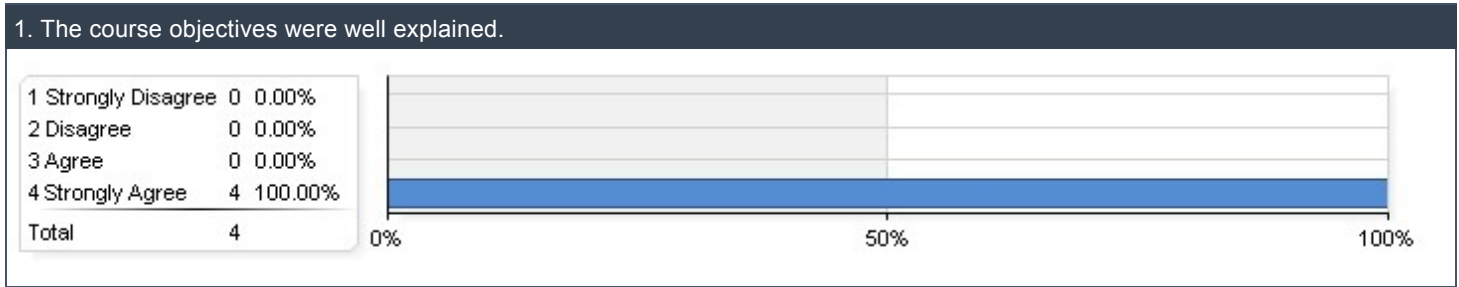 1. The course objectives were well explained.
1 Strongly Disagree 0 0.00%
2 Disagree 0 0.00%
3 Agree 0 0.00%
4 Strongly Agree 4 100.00%
Total 4
0% 50% 100%